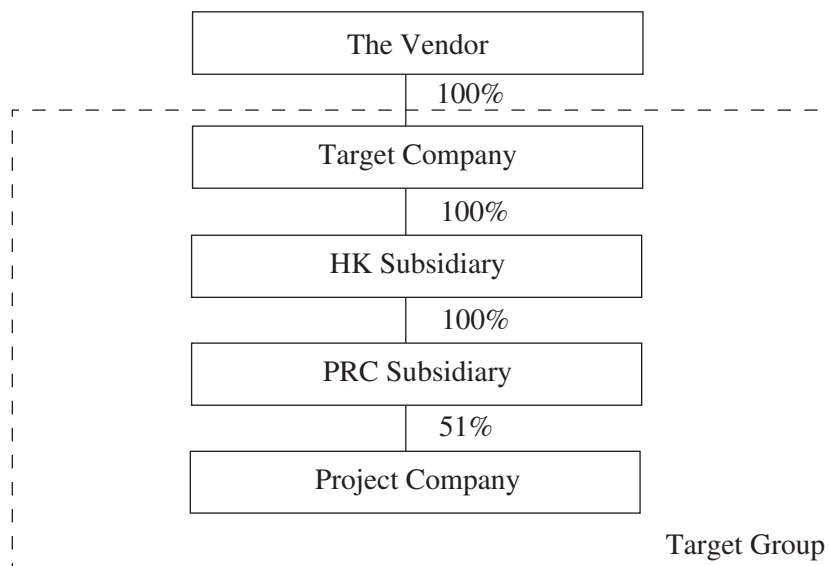 The Vendor
100%
Target Company
100%
HK Subsidiary
100%
PRC Subsidiary
51%
Project Company
Target Group